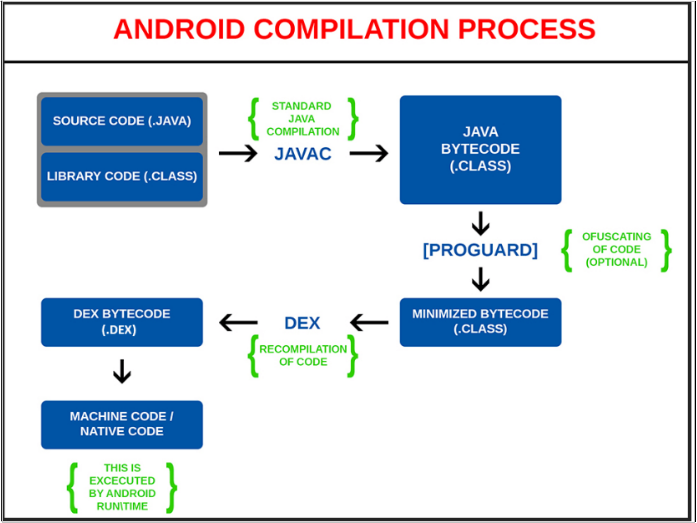 ANDROID COMPILATION PROCESS
SOURCE CODE (.JAVA)
LIBRARY CODE (.CLASS)
STANDARD
JAVA
COMPILATION
JAVAC
JAVA
BYTECODE
(.CLASS)
[PROGUARD]
OFUSCATING
OF CODE
(OPTIONAL)
MINIMIZED BYTECODE
(.CLASS)
DEX
RECOMPILATION
OF CODE
DEX BYTECODE
(.DEX)
MACHINE CODE /
NATIVE CODE
THIS IS
EXCECUTED
BY ANDROID
RUN\TIME